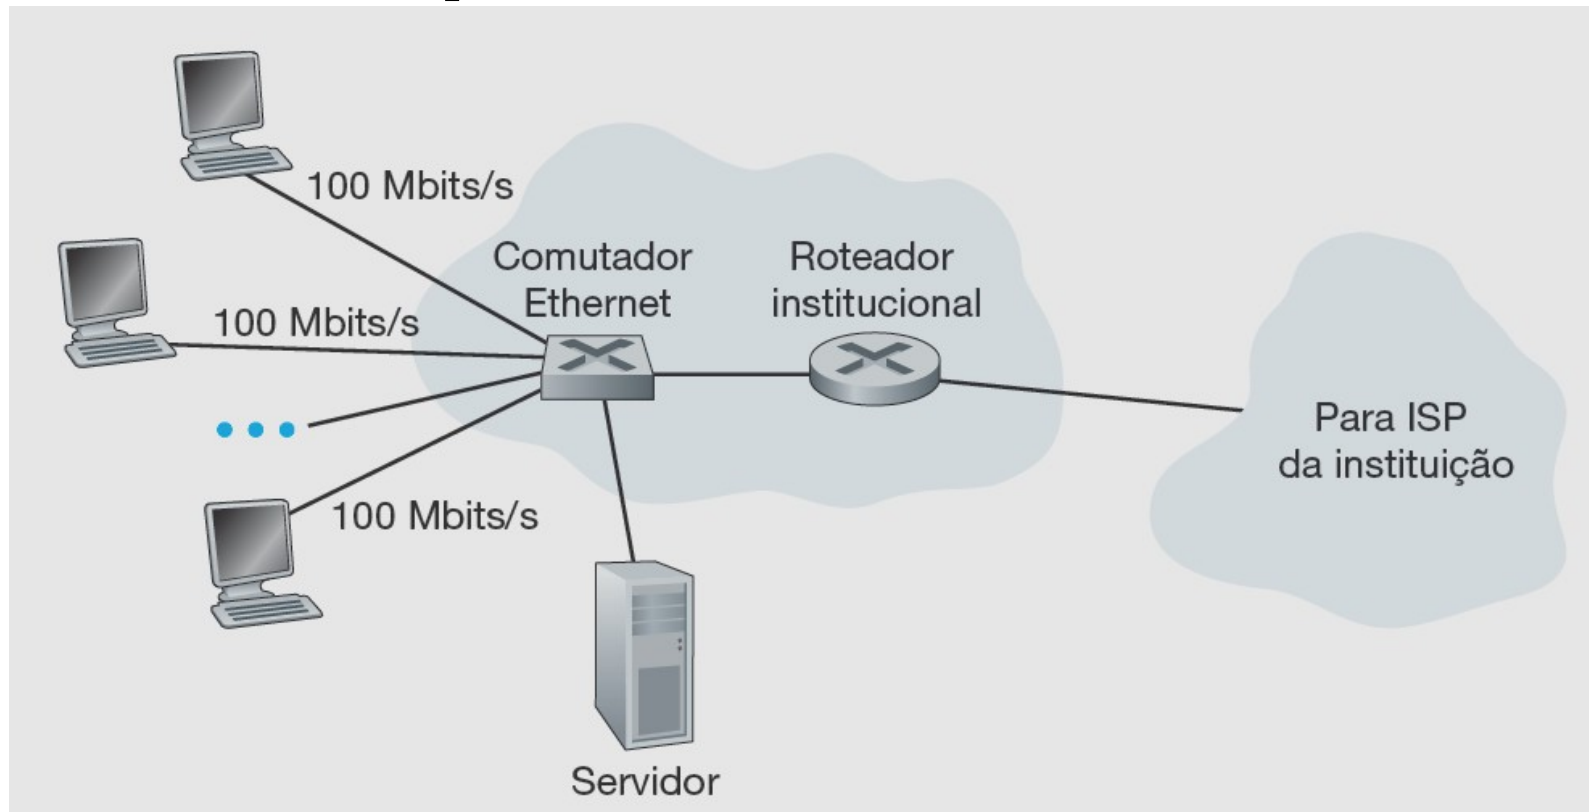 100 Mbits/s
Comutador
Ethernet
Roteador
institucional
100 Mbits/s
Para ISP
da instituição
100 Mbits/s
Servidor